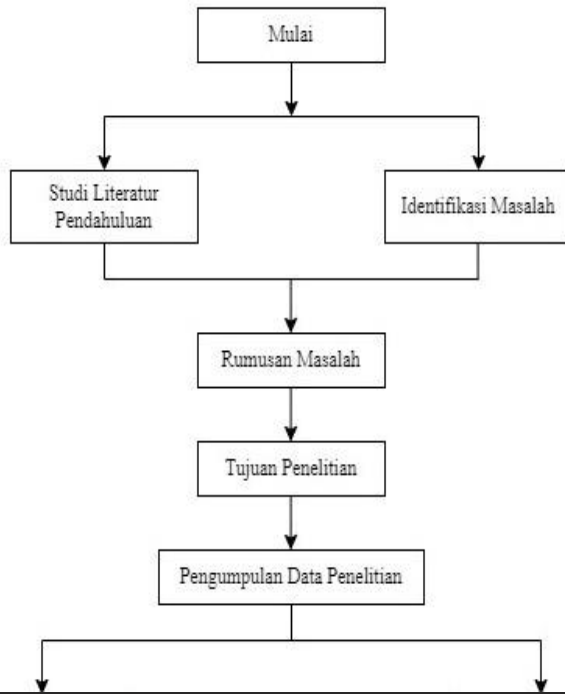 Mulai
Studi Literatur
Pendahuluan
Identifikasi Masalah
Rumusan Masalah
Tujuan Penelitian
Pengumpulan Data Penelitian